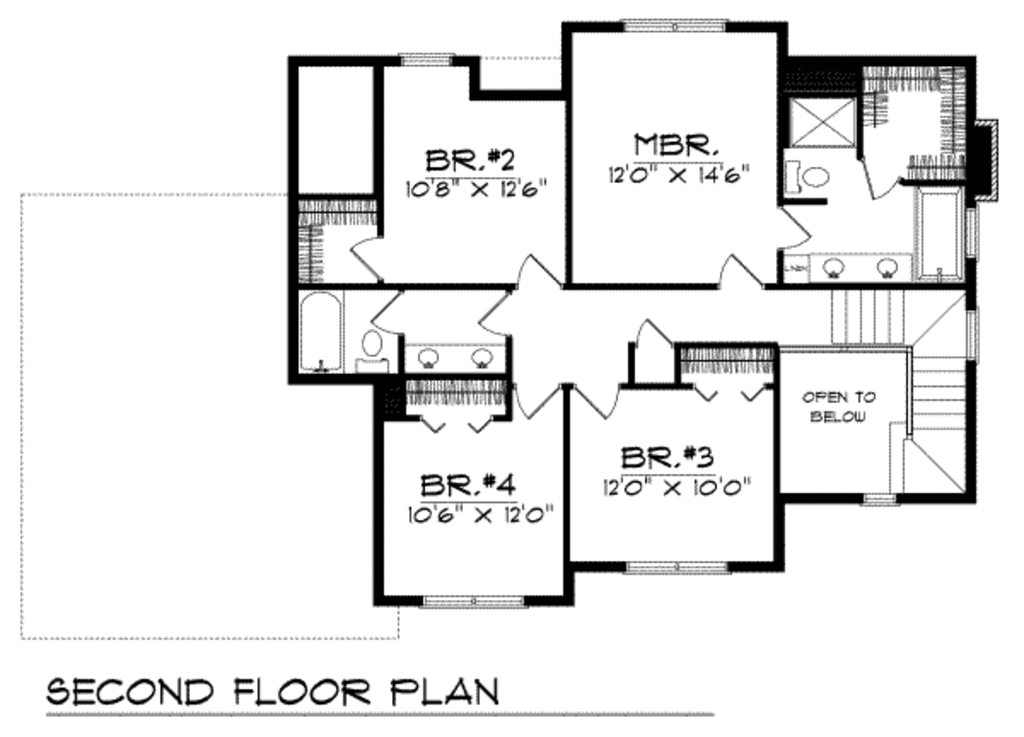 MBR.
12'0" X 14'6"
BR.#2
10'8" X 12'6"
LINEN
OPEN TO
BELOW
BR.#3
12'0" X 10'0"
BR.#4
10'6" X 12'0"
SECOND FLOOR PLAN